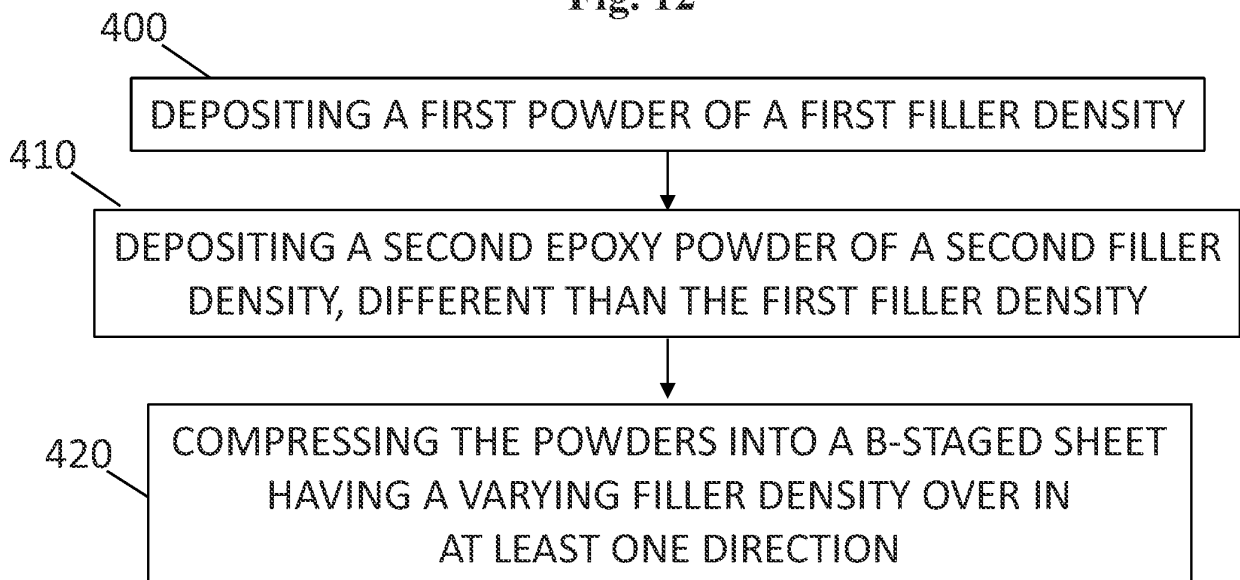 Fig. 12
400
DEPOSITING A FIRST POWDER OF A FIRST FILLER DENSITY
410
DEPOSITING A SECOND EPOXY POWDER OF A SECOND FILLER
DENSITY, DIFFERENT THAN THE FIRST FILLER DENSITY
420
COMPRESSING THE POWDERS INTO A B-STAGED SHEET
HAVING A VARYING FILLER DENSITY OVER IN
AT LEAST ONE DIRECTION